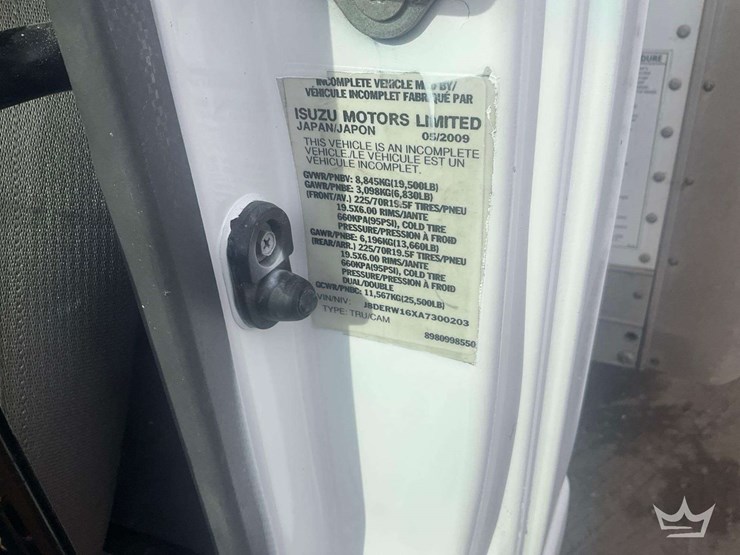 INCOMPLETE VEHICLE BY/
VÉHICULE INCOMPLET PAR
ISUZU MOTORS LIMITED
JAPAN/JAPON 05/2009
THIS VEHICLE IS AN INCOMPLETE
VEHICLE./LE VÉHICULE EST UN
VÉHICULE INCOMPLET.
GVWR/PNBV: 8,845KG(19,500LB)
GAWR/PNBE: 3,098KG(6,830LB)
(FRONT/AV.) 225/70R19.5F TIRES/PNEU
19.5X6.00 RIMS/JANTE
660KPA(95PSI), COLD TIRE
PRESSURE/PRESSION À FROID
GAWR/PNBE: 6,196KG(13,660LB)
(REAR/ARR.) 225/70R19.5F TIRES/PNEU
19.5X6.00 RIMS/JANTE
660KPA(95PSI), COLD TIRE
PRESSURE/PRESSION À FROID
DUAL/DOUBLE
GCWR/PNBC: 11,567KG(25,500LB)
VIN/NIV: J8DERW16XA7300203
TYPE: TRU/CAM
8980998550